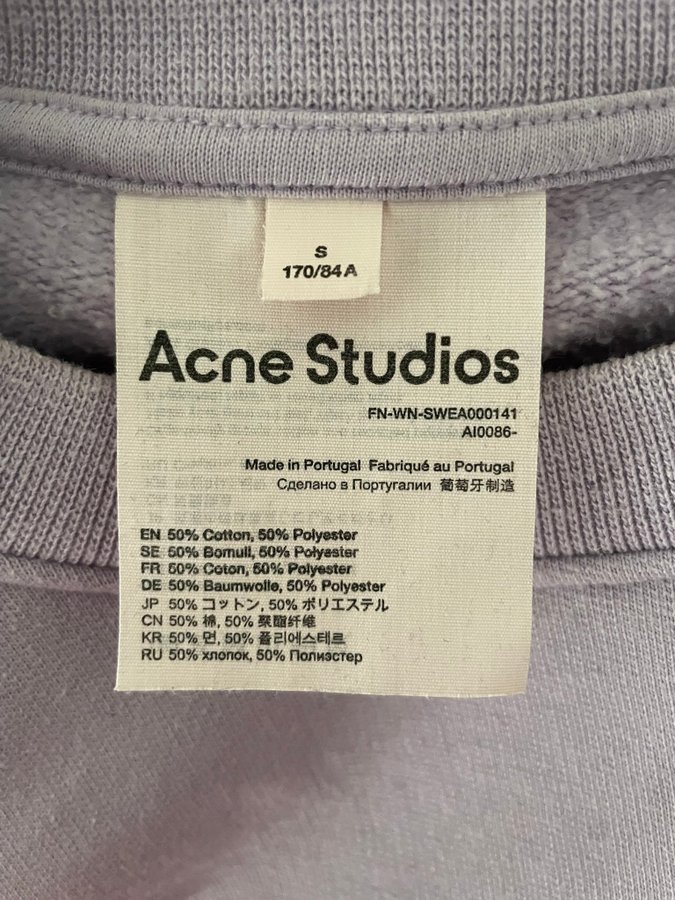 S
170/84A
Acne Studios
FN-WN-SWEA000141
AI0086-
Made in Portugal Fabriqué au Portugal
Сделано в Португалии 葡萄牙制造
EN 50% Cotton, 50% Polyester
SE 50% Bomull, 50% Polyester
FR 50% Coton, 50% Polyester
DE 50% Baumwolle, 50% Polyester
JP 50% コットン, 50% ポリエステル
CN 50% 棉, 50% 聚酯纤维
KR 50% 면, 50% 폴리에스테르
RU 50% хлопок, 50% Полиэстер